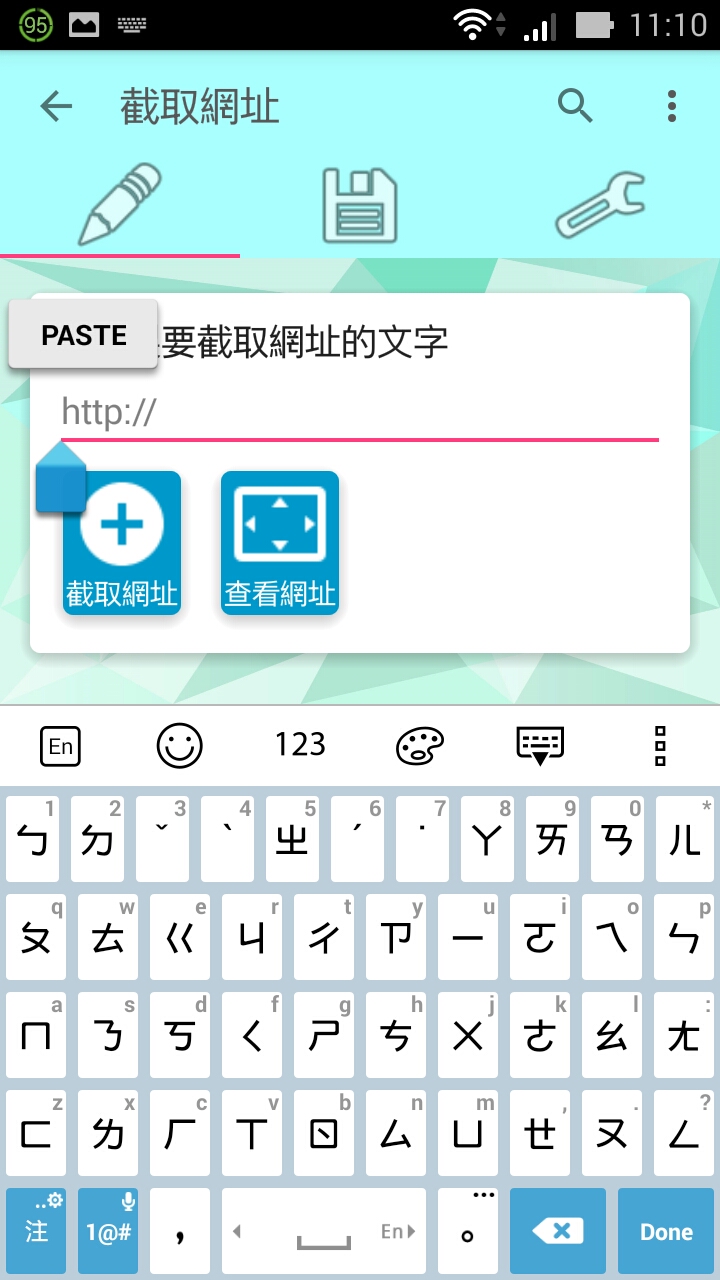 95 11:10
截取網址
PASTE
要截取網址的文字
http://
截取網址 查看網址
En 123
1 2 3 4 5 6 7 8 9 0 *
ㄅ ㄉ ˇ ˋ ㄓ ˊ ˙ ㄚ ㄞ ㄢ ㄦ
q w e r t y u i o p
ㄆ ㄊ ㄍ ㄐ ㄔ ㄗ ㄧ ㄛ ㄟ ㄣ
a s d f g h j k l :
ㄇ ㄋ ㄎ ㄑ ㄕ ㄘ ㄨ ㄜ ㄠ ㄤ
z x c v b n m , . ?
ㄈ ㄌ ㄏ ㄒ ㄖ ㄙ ㄩ ㄝ ㄡ ㄥ
注 1@# , En 。 Done